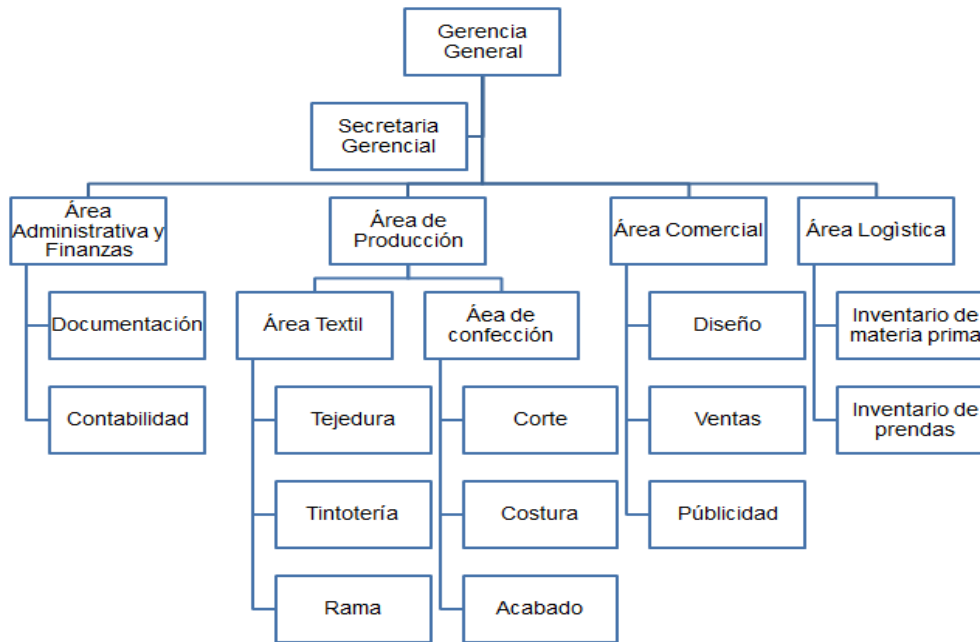 Gerencia
General
Secretaria
Gerencial
Área
Administrativa y
Finanzas
Área de
Producción
Área Comercial
Área Logìstica
Documentación
Contabilidad
Área Textil
Áea de
confección
Tejedura
Tintotería
Rama
Corte
Costura
Acabado
Diseño
Ventas
Públicidad
Inventario de
materia prima
Inventario de
prendas